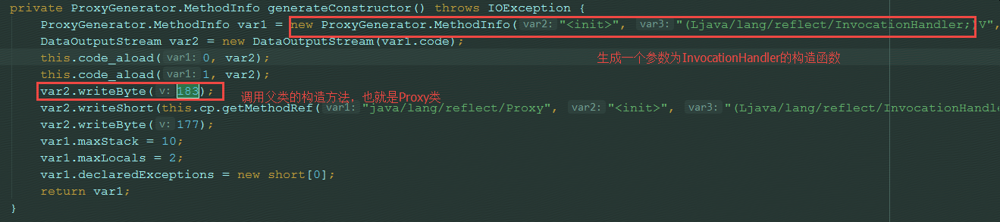 private ProxyGenerator.MethodInfo generateConstructor() throws IOException {
ProxyGenerator.MethodInfo var1 = new ProxyGenerator.MethodInfo( var2: "<init>", var3: "(Ljava/lang/reflect/InvocationHandler;)V",
DataOutputStream var2 = new DataOutputStream(var1.code);
this.code_aload( var1: 0, var2);
生成一个参数为InvocationHandler的构造函数
this.code_aload( var1: 1, var2);
var2.writeByte( v: 183);
调用父类的构造方法，也就是Proxy类
var2.writeShort(this.cp.getMethodRef( var1: "java/lang/reflect/Proxy", var2: "<init>", var3: "(Ljava/lang/reflect/InvocationHandle
var2.writeByte( v: 177);
var1.maxStack = 10;
var1.maxLocals = 2;
var1.declaredExceptions = new short[0];
return var1;
}